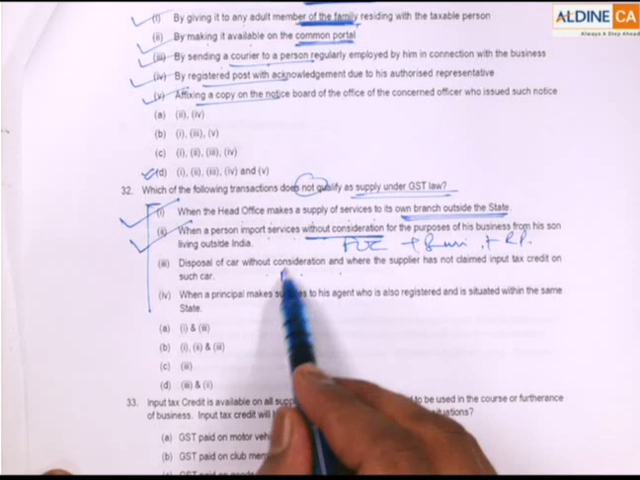 ALDINE CA
Always A Step Ahead
(i) By giving it to any adult member of the family residing with the taxable person
(ii) By making it available on the common portal
(iii) By sending a courier to a person regularly employed by him in connection with the business
(iv) By registered post with acknowledgement due to his authorised representative
(v) Affixing a copy on the notice board of the office of the concerned officer who issued such notice
(a) (ii), (iv)
(b) (i), (iii), (v)
(c) (i), (ii), (iii), (iv)
(d) (i), (ii), (iii), (iv) and (v)
32. Which of the following transactions does not qualify as supply under GST law?
(i) When the Head Office makes a supply of services to its own branch outside the State.
(ii) When a person import services without consideration for the purposes of his business from his son
living outside India.
(iii) Disposal of car without consideration and where the supplier has not claimed input tax credit on
such car.
(iv) When a principal makes to his agent who is also registered and is situated within the same
State.
(a) (i) & (iii)
(b) (i), (ii) & (iii)
(c) (iii)
(d) (iii) & (i)
33. Input tax Credit is available on all to be used in the course or furtherance
of business. Input tax credit will
(a) GST paid on motor
(b) GST paid on club